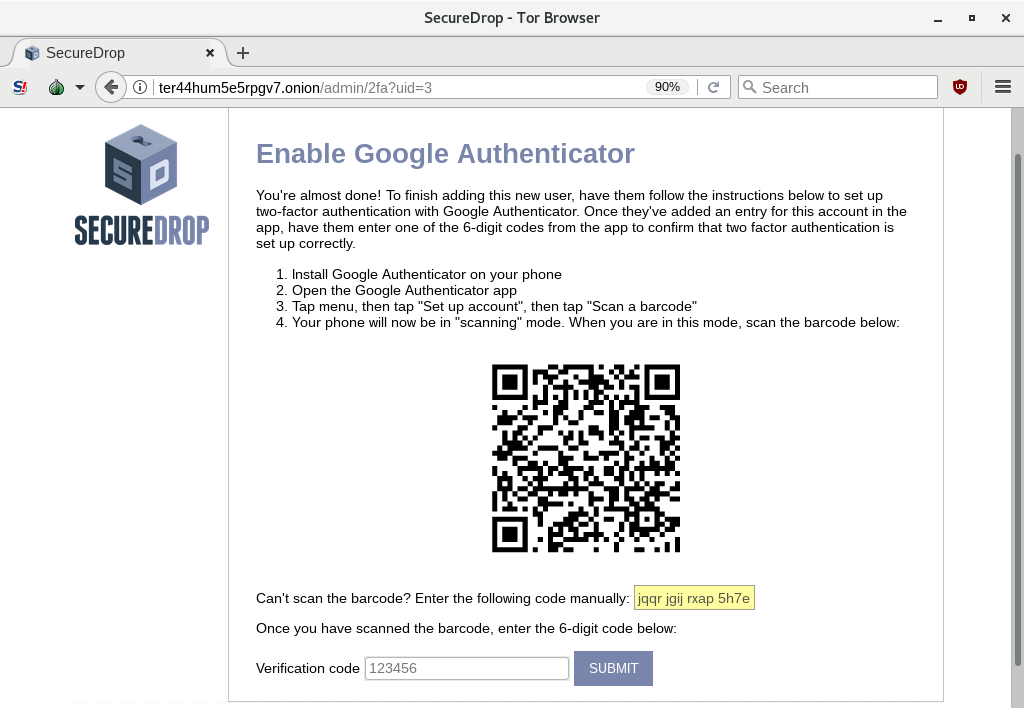 SecureDrop - Tor Browser
SecureDrop
S!
ter44hum5e5rpgv7.onion/admin/2fa?uid=3
90%
Search
SD
SECUREDROP
Enable Google Authenticator
You're almost done! To finish adding this new user, have them follow the instructions below to set up
two-factor authentication with Google Authenticator. Once they've added an entry for this account in the
app, have them enter one of the 6-digit codes from the app to confirm that two factor authentication is
set up correctly.
1. Install Google Authenticator on your phone
2. Open the Google Authenticator app
3. Tap menu, then tap "Set up account", then tap "Scan a barcode"
4. Your phone will now be in "scanning" mode. When you are in this mode, scan the barcode below:
Can't scan the barcode? Enter the following code manually: jqqr jgij rxap 5h7e
Once you have scanned the barcode, enter the 6-digit code below:
Verification code 123456 SUBMIT